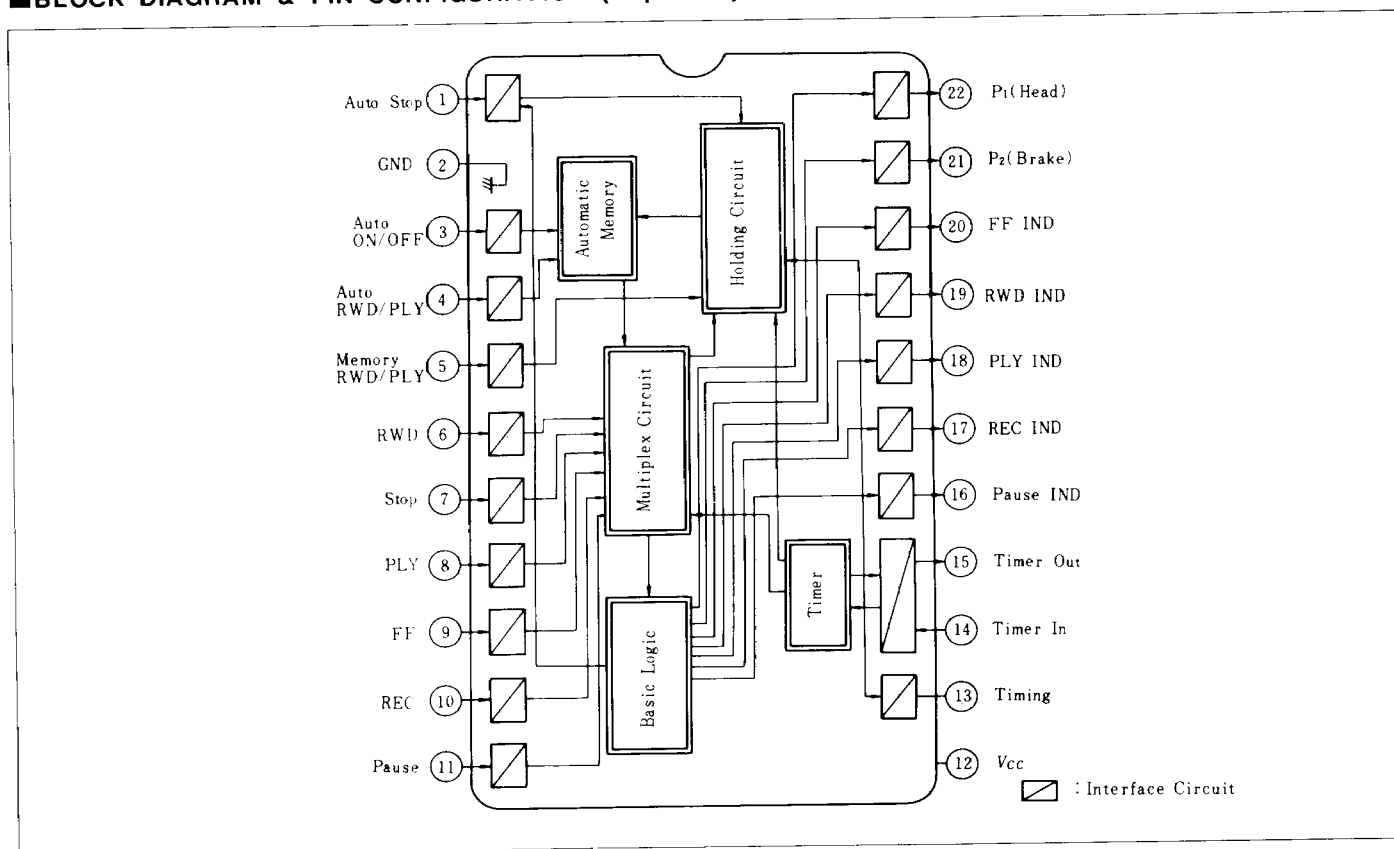 ■BLOCK DIAGRAM & PIN CONFIGURATION
Auto Stop 1
GND 2
Auto
ON/OFF 3
Auto
RWD/PLY 4
Memory
RWD/PLY 5
RWD 6
Stop 7
PLY 8
FF 9
REC 10
Pause 11
Automatic
Memory
Holding Circuit
Multiplex Circuit
Basic Logic
Timer
22 P1(Head)
21 P2(Brake)
20 FF IND
19 RWD IND
18 PLY IND
17 REC IND
16 Pause IND
15 Timer Out
14 Timer In
13 Timing
12 Vcc
: Interface Circuit